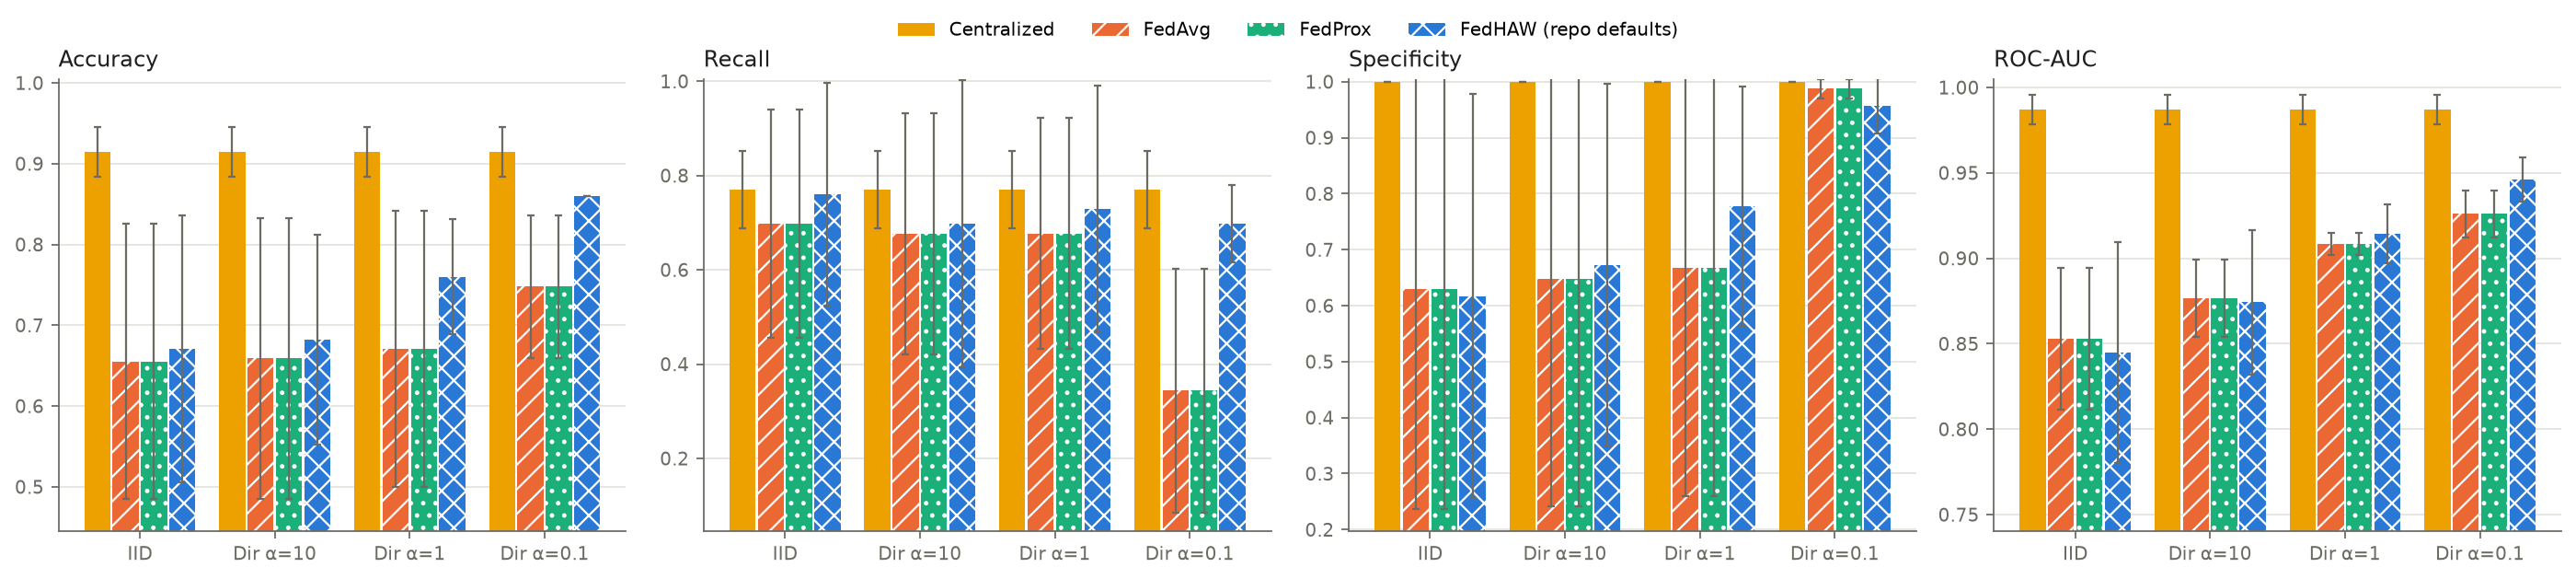 Centralized FedAvg FedProx FedHAW (repo defaults)
Accuracy
1.0
0.9
0.8
0.7
0.6
0.5
IID Dir α=10 Dir α=1 Dir α=0.1
Recall
1.0
0.8
0.6
0.4
0.2
IID Dir α=10 Dir α=1 Dir α=0.1
Specificity
1.0
0.9
0.8
0.7
0.6
0.5
0.4
0.3
0.2
IID Dir α=10 Dir α=1 Dir α=0.1
ROC-AUC
1.00
0.95
0.90
0.85
0.80
0.75
IID Dir α=10 Dir α=1 Dir α=0.1